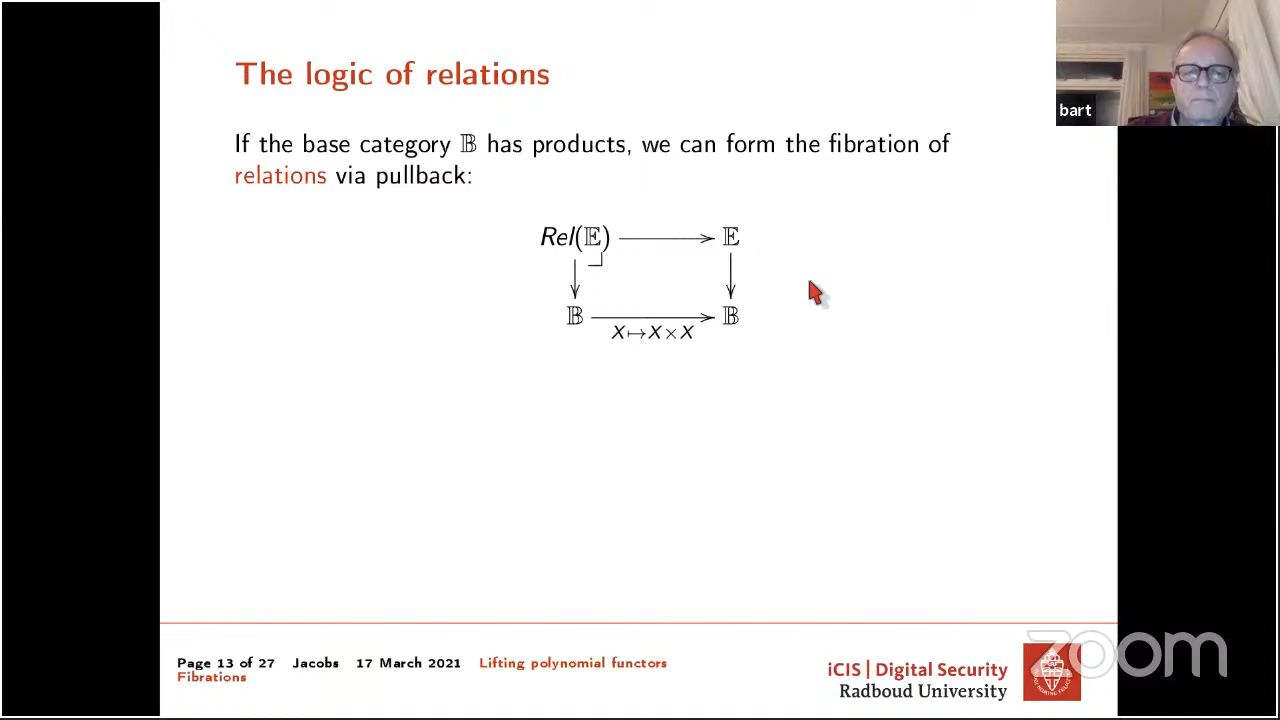 The logic of relations
bart
If the base category 𝔹 has products, we can form the fibration of
relations via pullback:
Rel(𝔼) 𝔼
𝔹 𝔹
X↦X×X
Page 13 of 27 Jacobs 17 March 2021 Lifting polynomial functors
Fibrations
iCIS | Digital Security
Radboud University
zoom